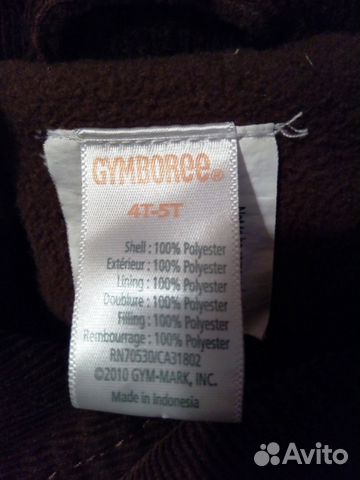 GYMBOREE®
4T-5T
Shell : 100% Polyester
Extérieur : 100% Polyester
Lining : 100% Polyester
Doublure : 100% Polyester
Filling : 100% Polyester
Rembourrage : 100% Polyester
RN70530/CA31802
©2010 GYM-MARK, INC.
Made in Indonesia
Avito